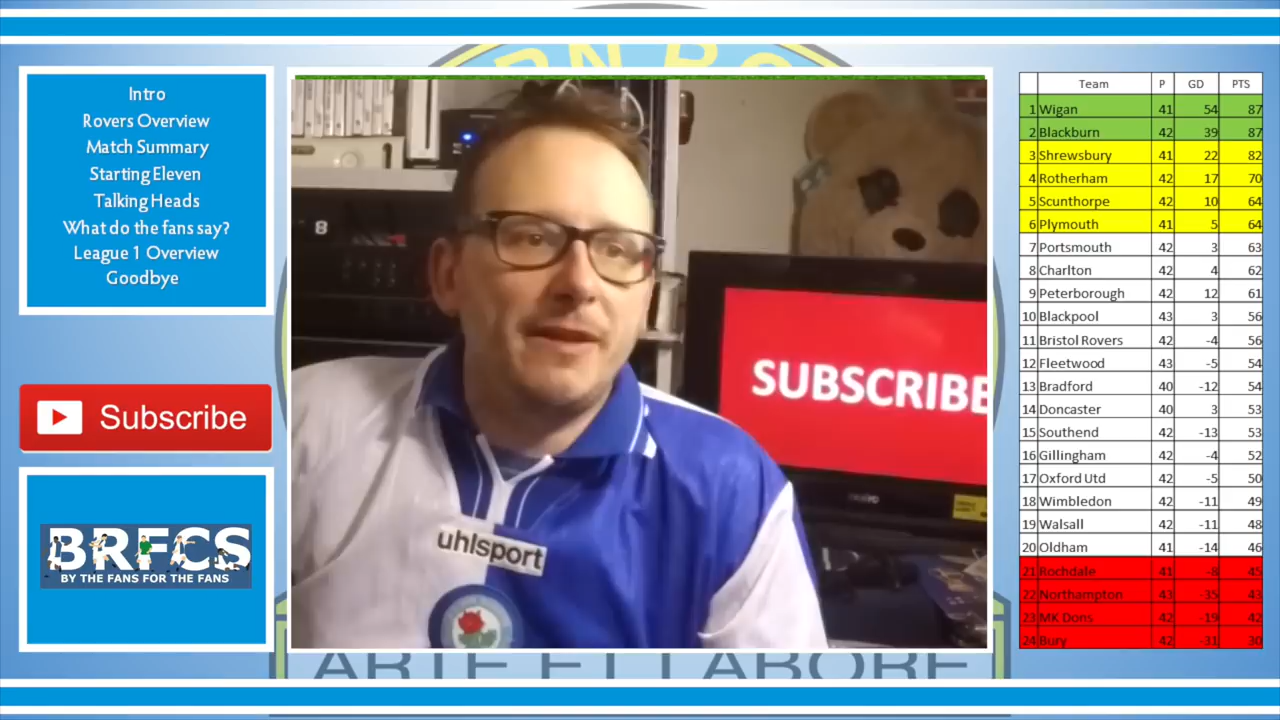 RN RO
Intro
Rovers Overview
Match Summary
Starting Eleven
Talking Heads
What do the fans say?
League 1 Overview
Goodbye
Subscribe
BRFCS
BY THE FANS FOR THE FANS
8
SUBSCRIBE
uhlsport
ARTE ET LABORE
Team P GD PTS
1 Wigan 41 54 87
2 Blackburn 42 39 87
3 Shrewsbury 41 22 82
4 Rotherham 42 17 70
5 Scunthorpe 42 10 64
6 Plymouth 41 5 64
7 Portsmouth 42 3 63
8 Charlton 42 4 62
9 Peterborough 42 12 61
10 Blackpool 43 3 56
11 Bristol Rovers 42 -4 56
12 Fleetwood 43 -5 54
13 Bradford 40 -12 54
14 Doncaster 40 3 53
15 Southend 42 -13 53
16 Gillingham 42 -4 52
17 Oxford Utd 42 -5 50
18 Wimbledon 42 -11 49
19 Walsall 42 -11 48
20 Oldham 41 -14 46
21 Rochdale 41 -8 45
22 Northampton 43 -35 43
23 MK Dons 42 -19 42
24 Bury 42 -31 30